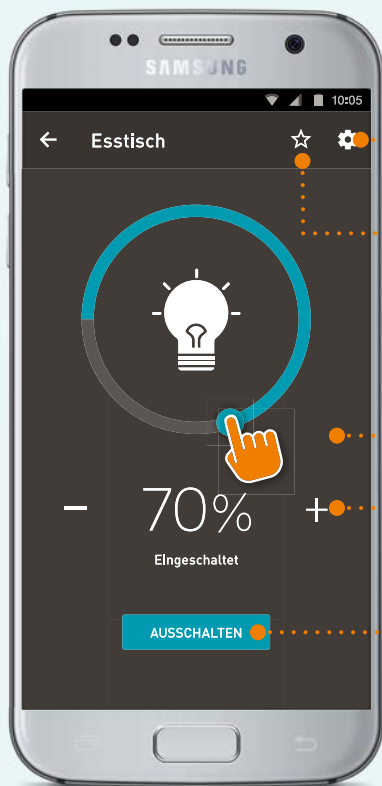 SAMSUNG
10:05
Esstisch
70%
Eingeschaltet
AUSSCHALTEN